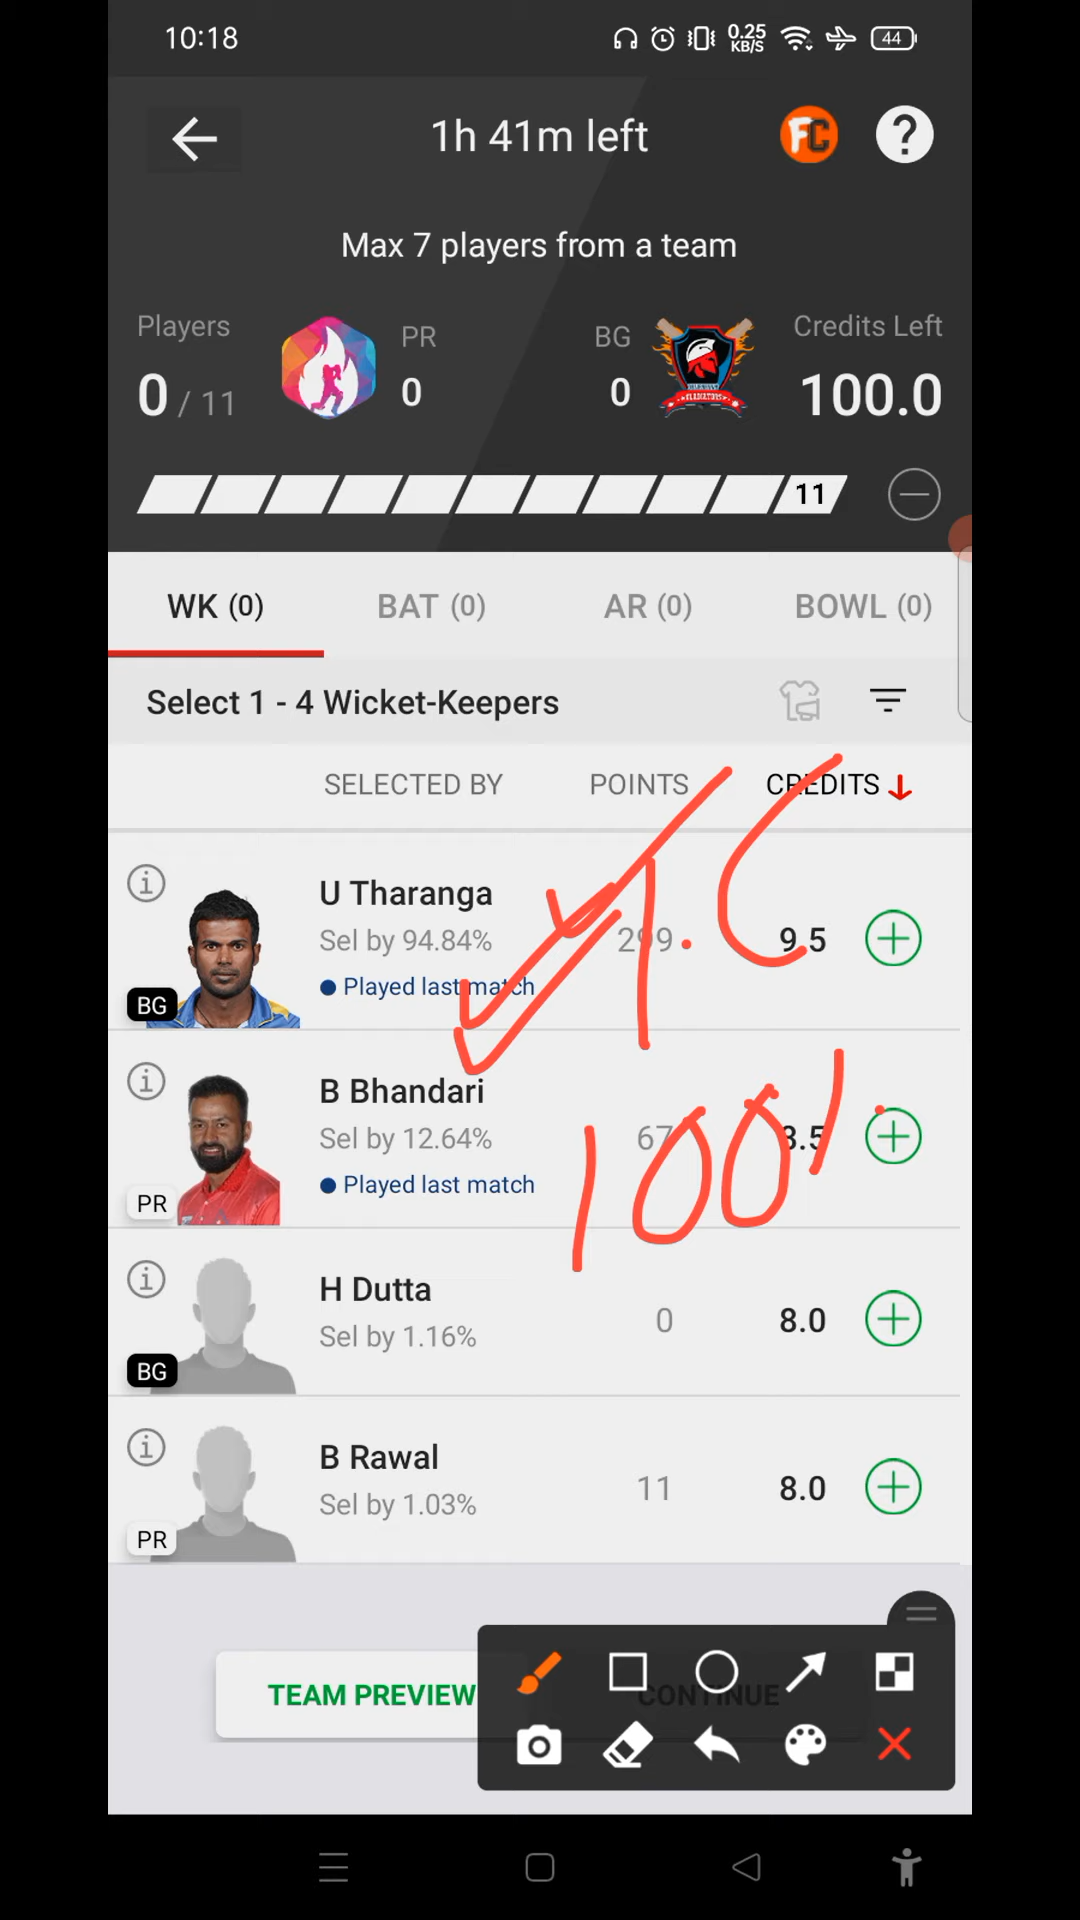 10:18 0.25 KB/S 44
1h 41m left FC ?
Max 7 players from a team
Players PR BG Credits Left
0 / 11 0 0 100.0
11
WK (0) BAT (0) AR (0) BOWL (0)
Select 1 - 4 Wicket-Keepers
SELECTED BY POINTS CREDITS
U Tharanga
Sel by 94.84% 299 9.5
Played last match
BG
B Bhandari
Sel by 12.64% 67 8.5
Played last match
PR
100%
H Dutta
Sel by 1.16% 0 8.0
BG
B Rawal
Sel by 1.03% 11 8.0
PR
TEAM PREVIEW CONTINUE